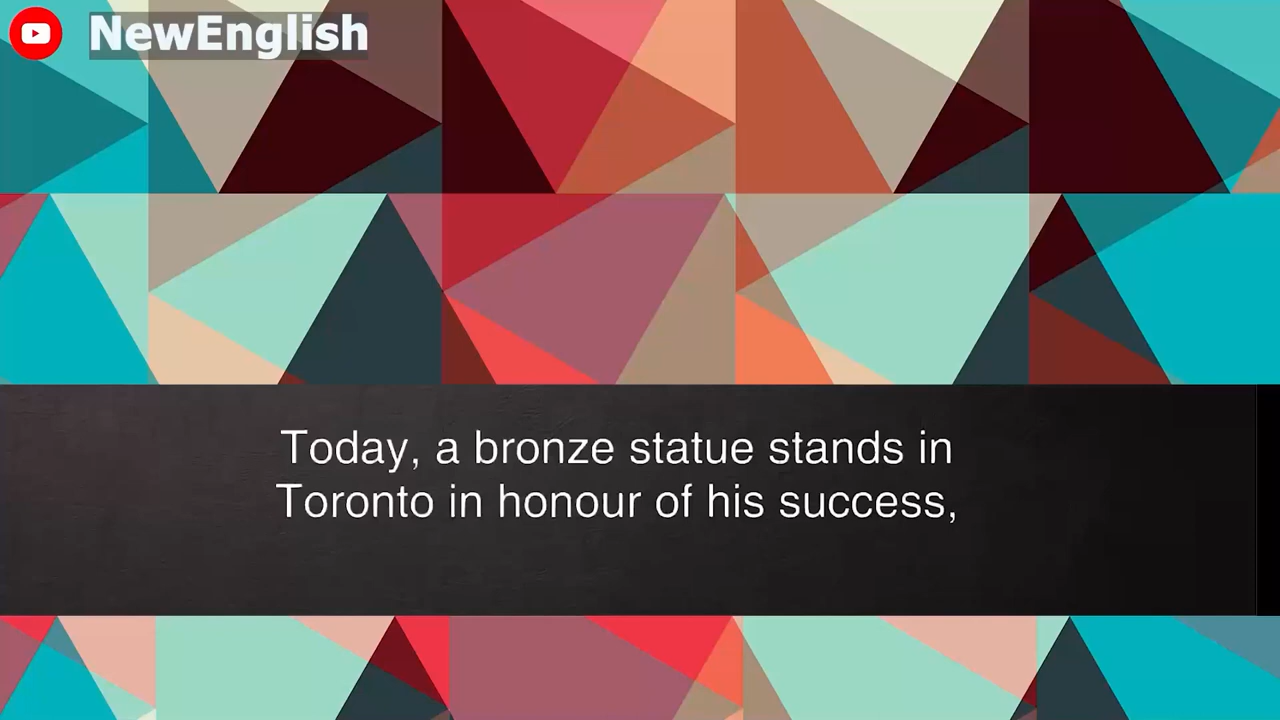 NewEnglish
Today, a bronze statue stands in
Toronto in honour of his success,